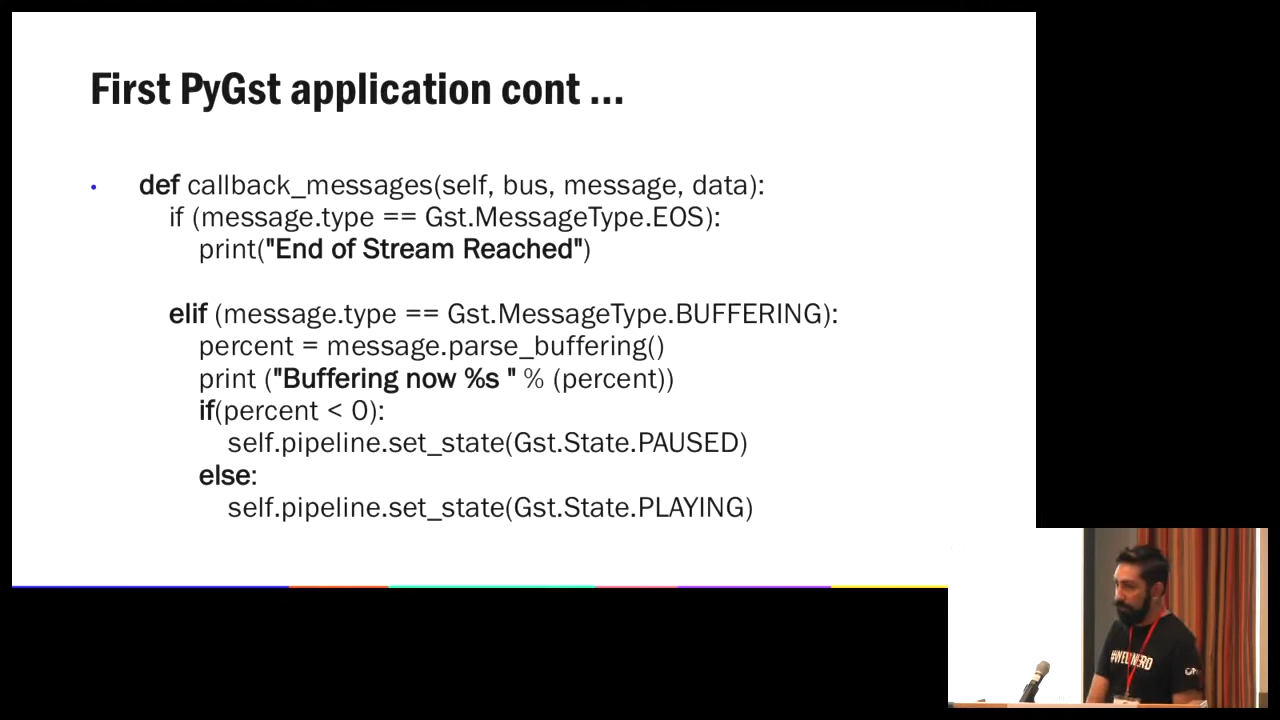 First PyGst application cont ...
• def callback_messages(self, bus, message, data):
if (message.type == Gst.MessageType.EOS):
print("End of Stream Reached")
elif (message.type == Gst.MessageType.BUFFERING):
percent = message.parse_buffering()
print ("Buffering now %s " % (percent))
if(percent < 0):
self.pipeline.set_state(Gst.State.PAUSED)
else:
self.pipeline.set_state(Gst.State.PLAYING)